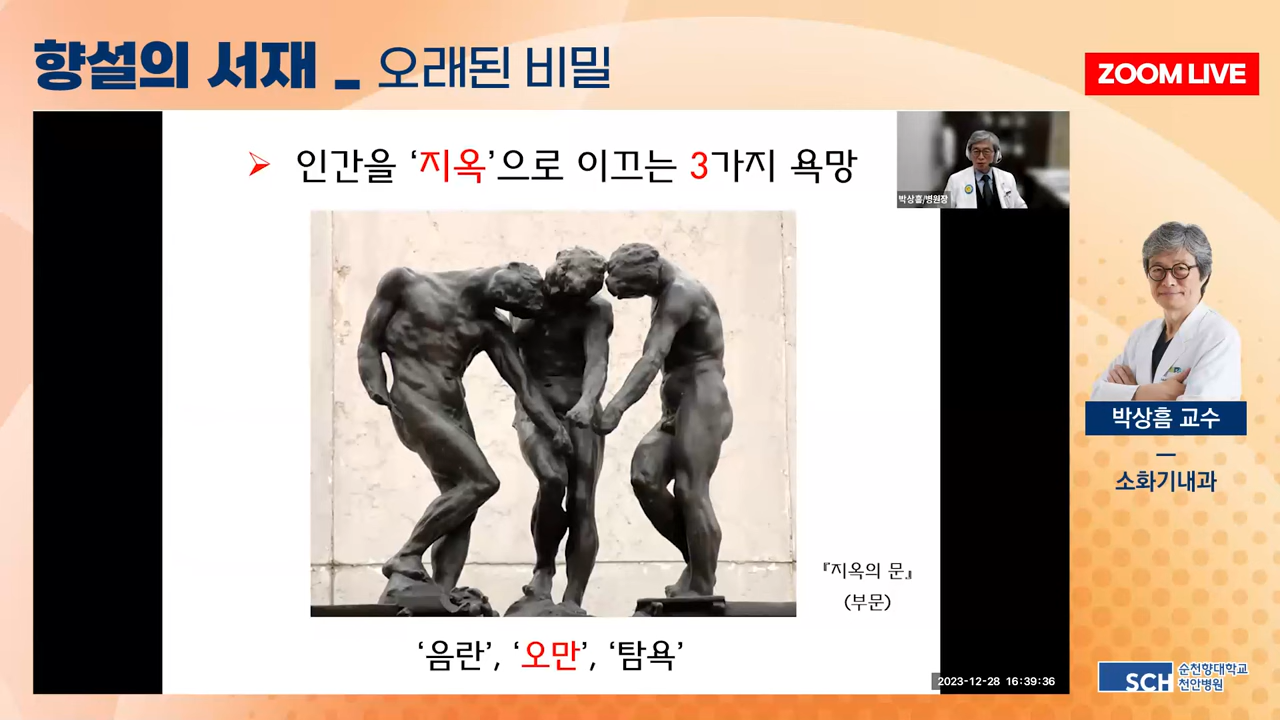 향설의 서재 _ 오래된 비밀
ZOOM LIVE
➢ 인간을 ‘지옥’으로 이끄는 3가지 욕망
박상흠/병원장
『지옥의 문』
(부문)
‘음란’, ‘오만’, ‘탐욕’
2023-12-28 16:39:36
박상흠 교수
소화기내과
SCH 순천향대학교
천안병원